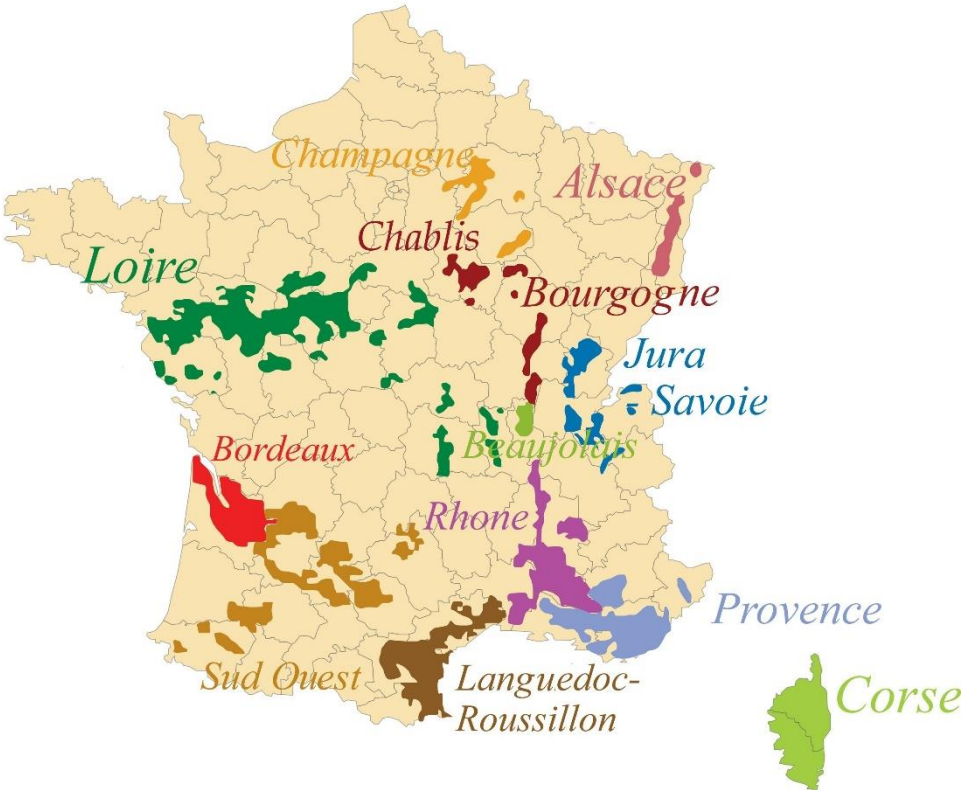 Champagne
Alsace
Chablis
Loire
Bourgogne
Jura
Savoie
Bordeaux
Beaujolais
Rhone
Provence
Sud Ouest
Languedoc-
Roussillon
Corse